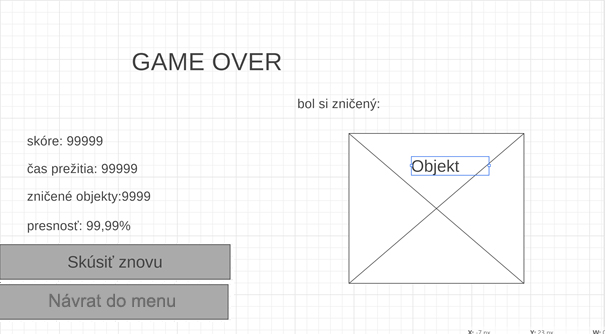 GAME OVER
bol si zničený:
skóre: 99999
čas prežitia: 99999
zničené objekty:9999
presnosť: 99,99%
Objekt
Skúsiť znovu
Návrat do menu